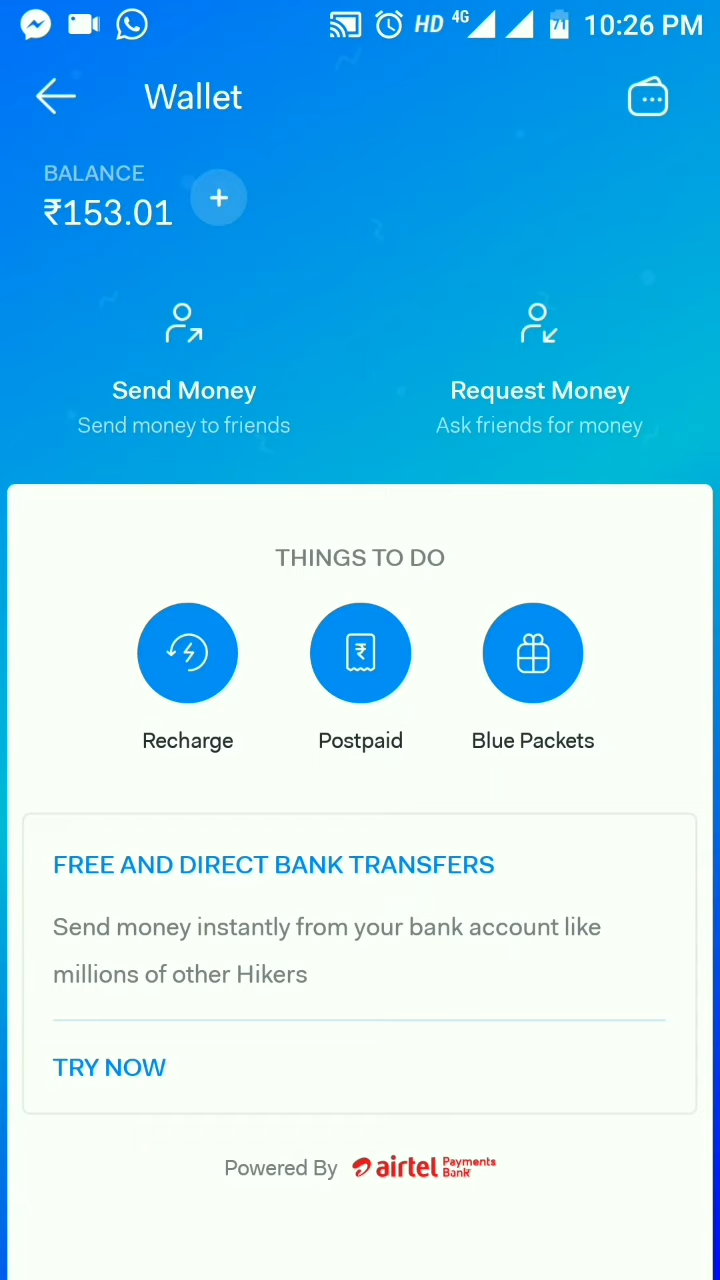 HD 4G 71 10:26 PM
Wallet
BALANCE
₹153.01 +
Send Money Request Money
Send money to friends Ask friends for money
THINGS TO DO
₹
Recharge Postpaid Blue Packets
FREE AND DIRECT BANK TRANSFERS
Send money instantly from your bank account like
millions of other Hikers
TRY NOW
Powered By airtel Payments
Bank